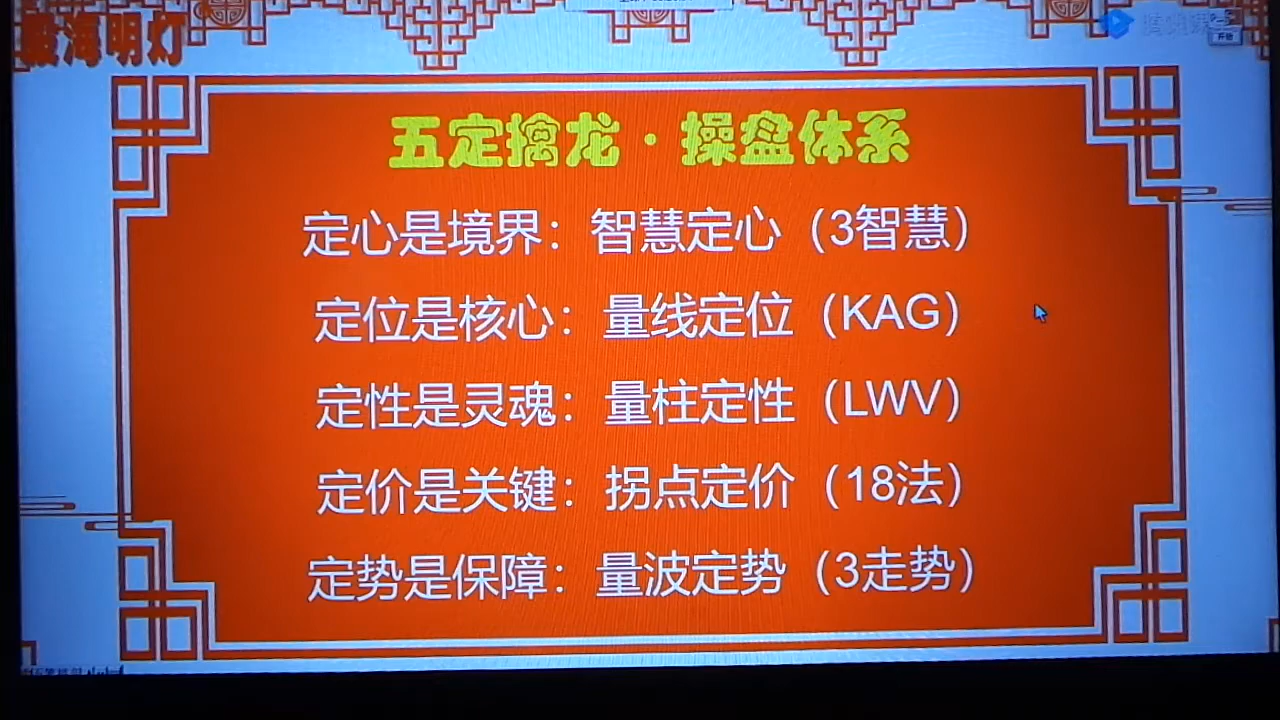 股海明灯
开始
五定擒龙·操盘体系
定心是境界：智慧定心（3智慧）
定位是核心：量线定位（KAG）
定性是灵魂：量柱定性（LWV）
定价是关键：拐点定价（18法）
定势是保障：量波定势（3走势）